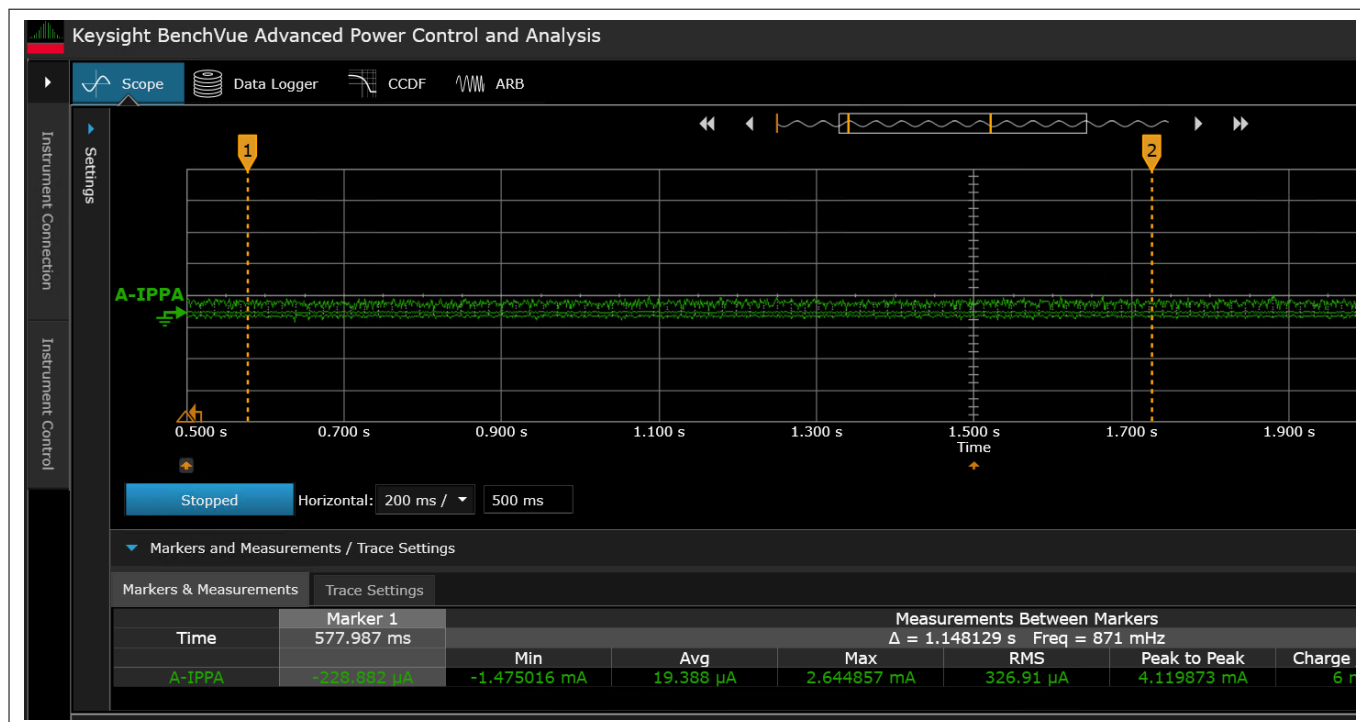 Keysight BenchVue Advanced Power Control and Analysis
Scope Data Logger CCDF ARB
Instrument Connection
Instrument Control
Settings
1 2
A-IPPA
0.500 s 0.700 s 0.900 s 1.100 s 1.300 s 1.500 s 1.700 s 1.900 s
Time
Stopped Horizontal: 200 ms / 500 ms
Markers and Measurements / Trace Settings
Markers & Measurements Trace Settings
Marker 1 Measurements Between Markers
Time 577.987 ms Δ = 1.148129 s Freq = 871 mHz
Min Avg Max RMS Peak to Peak Charge
A-IPPA -228.882 µA -1.475016 mA 19.388 µA 2.644857 mA 326.91 µA 4.119873 mA 6